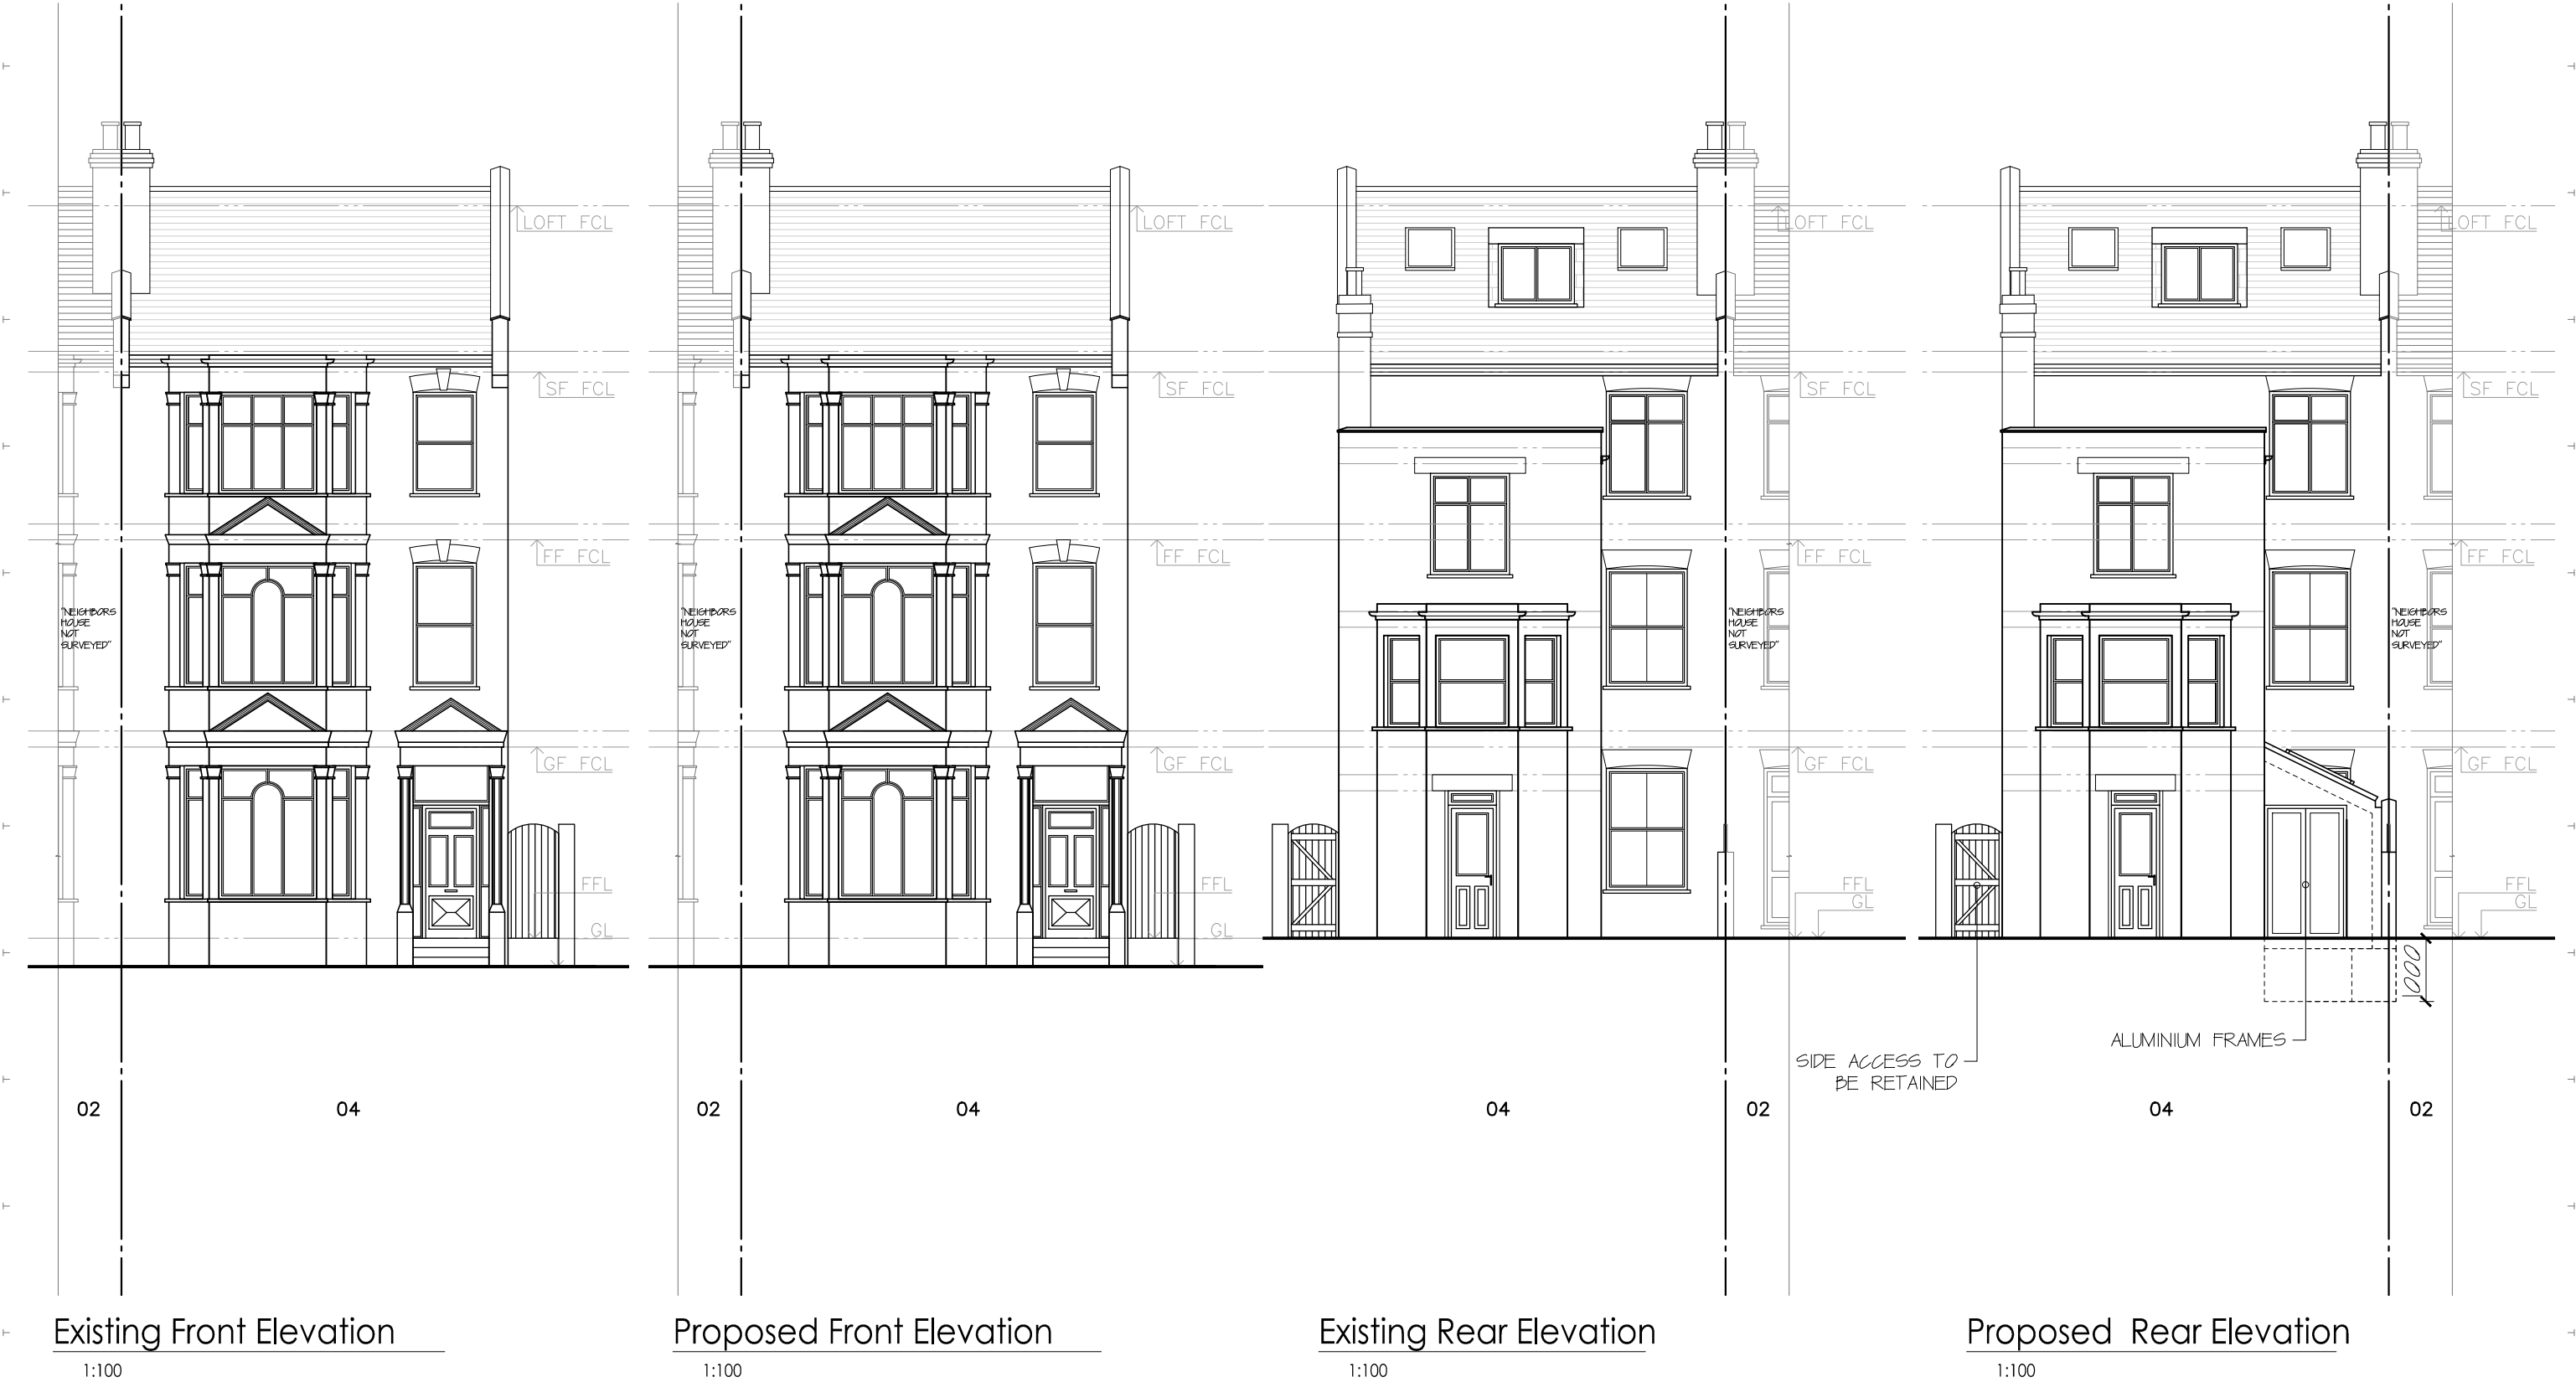 LOFT FCL
SF FCL
FF FCL
"NEIGHBORS
HOUSE
NOT
SURVEYED"
GF FCL
FFL
GL
02
04
Existing Front Elevation
1:100
LOFT FCL
SF FCL
FF FCL
"NEIGHBORS
HOUSE
NOT
SURVEYED"
GF FCL
FFL
GL
02
04
Proposed Front Elevation
1:100
LOFT FCL
SF FCL
FF FCL
"NEIGHBORS
HOUSE
NOT
SURVEYED"
GF FCL
FFL
GL
04
02
Existing Rear Elevation
1:100
LOFT FCL
SF FCL
FF FCL
"NEIGHBORS
HOUSE
NOT
SURVEYED"
GF FCL
FFL
GL
1000
ALUMINIUM FRAMES
SIDE ACCESS TO
BE RETAINED
04
02
Proposed Rear Elevation
1:100